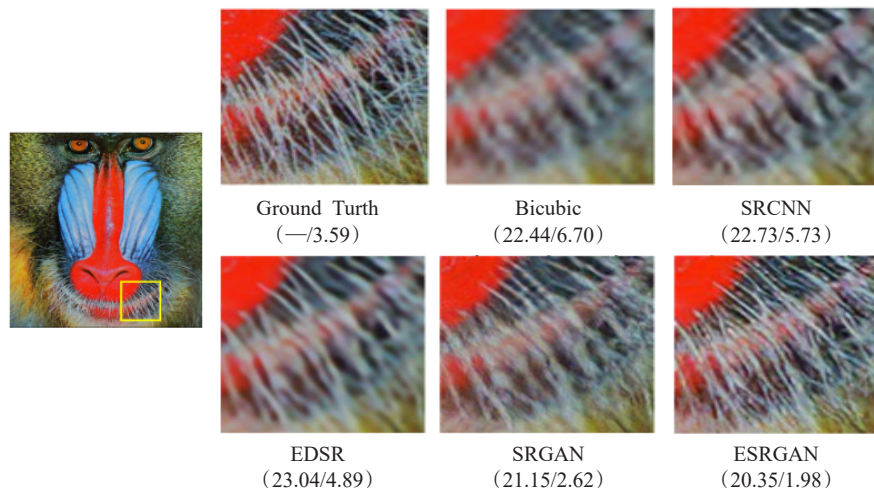 Ground Turth
(—/3.59)
Bicubic
(22.44/6.70)
SRCNN
(22.73/5.73)
EDSR
(23.04/4.89)
SRGAN
(21.15/2.62)
ESRGAN
(20.35/1.98)